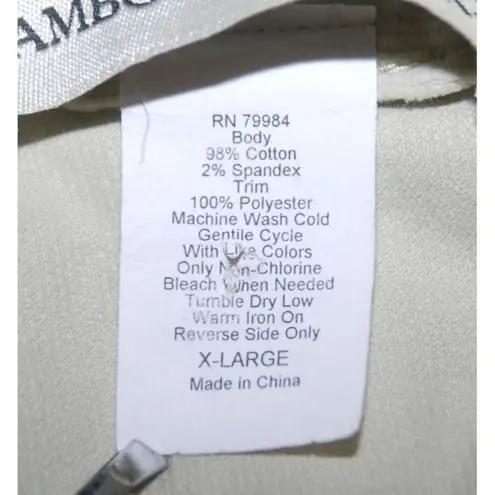 AMBO
RN 79984
Body
98% Cotton
2% Spandex
Trim
100% Polyester
Machine Wash Cold
Gentile Cycle
With Like Colors
Only Non-Chlorine
Bleach When Needed
Tumble Dry Low
Warm Iron On
Reverse Side Only
X-LARGE
Made in China